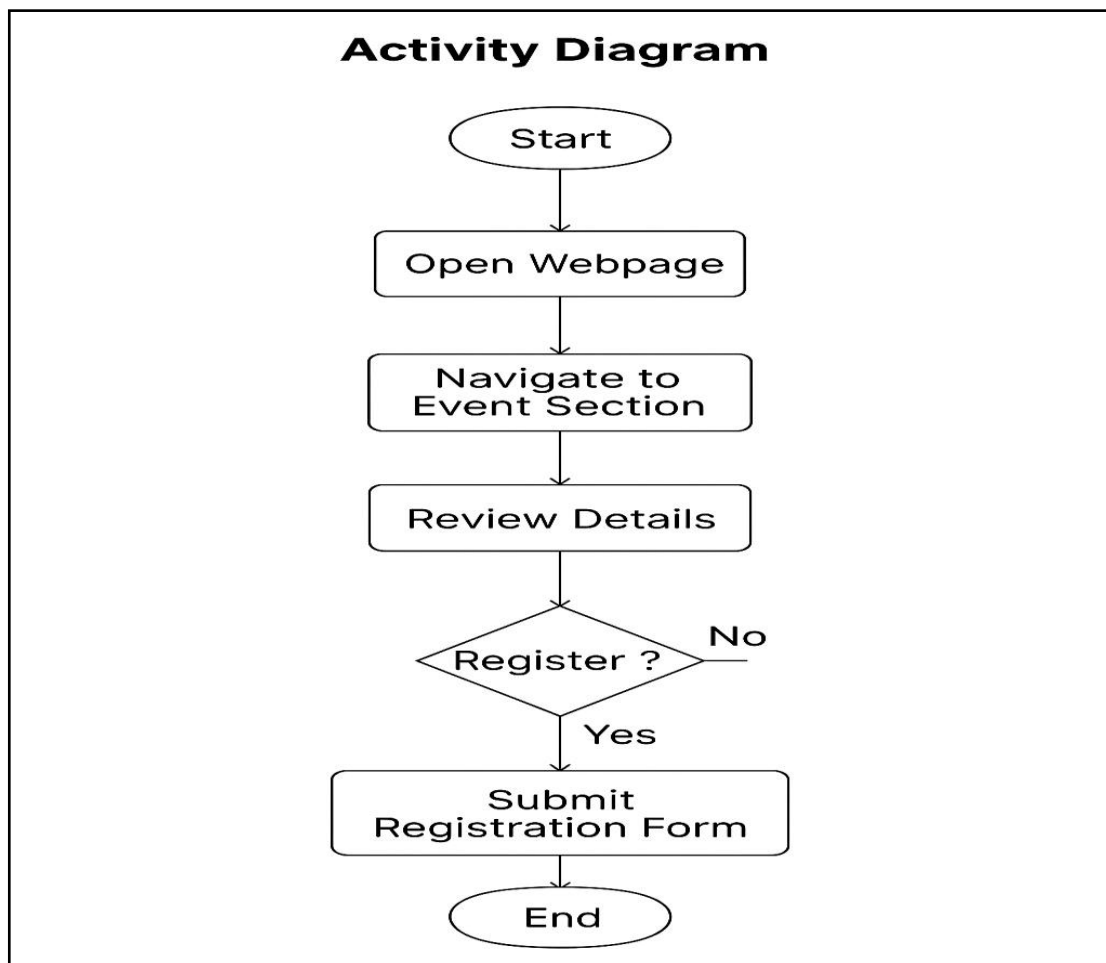 Activity Diagram
Start
Open Webpage
Navigate to
Event Section
Review Details
Register ?
No
Yes
Submit
Registration Form
End